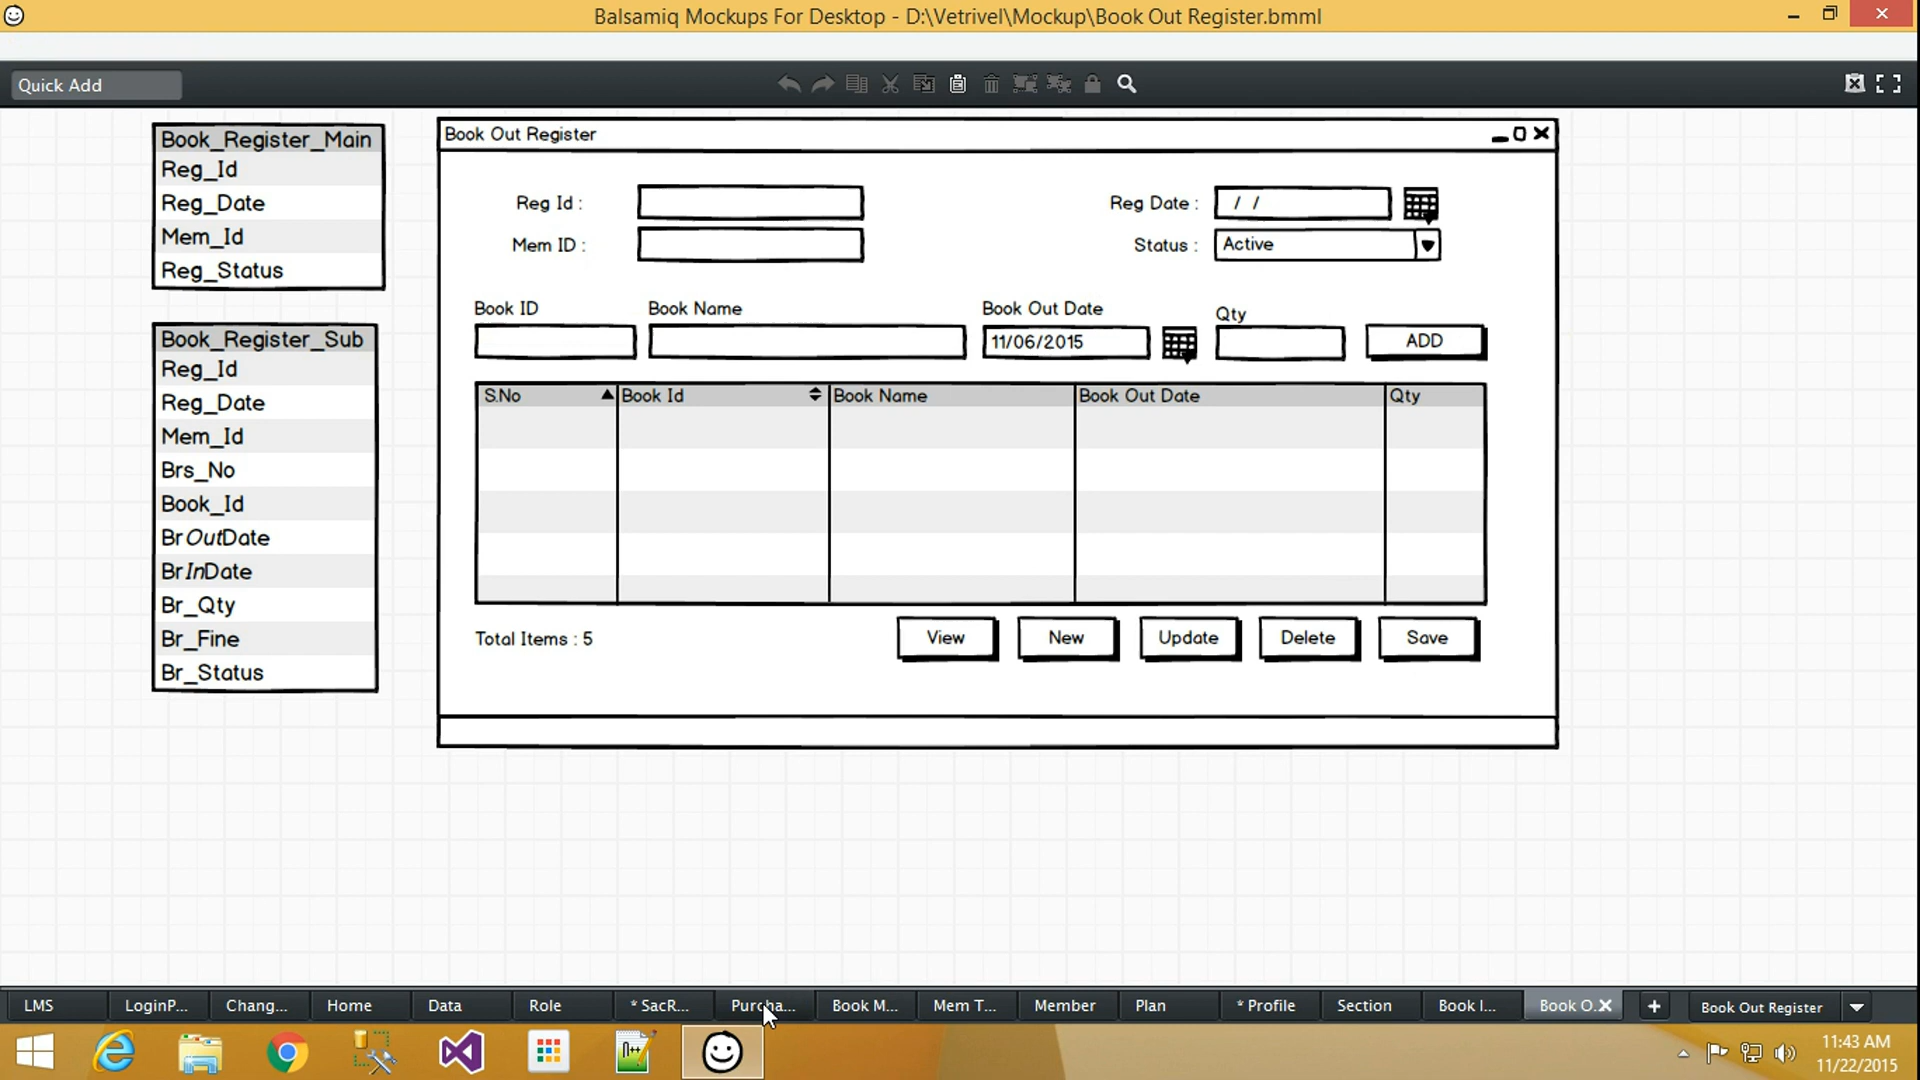 Balsamiq Mockups For Desktop - D:\Vetrivel\Mockup\Book Out Register.bmml
Quick Add
Book_Register_Main
Reg_Id
Reg_Date
Mem_Id
Reg_Status
Book_Register_Sub
Reg_Id
Reg_Date
Mem_Id
Brs_No
Book_Id
BrOutDate
BrInDate
Br_Qty
Br_Fine
Br_Status
Book Out Register
Reg Id :
Reg Date : / /
Mem ID :
Status : Active
Book ID Book Name Book Out Date Qty
11/06/2015 ADD
S.No Book Id Book Name Book Out Date Qty
Total Items : 5 View New Update Delete Save
LMS LoginP... Chang... Home Data Role * SacR... Purcha... Book M... Mem T... Member Plan * Profile Section Book I... Book O. Book Out Register
11:43 AM
11/22/2015